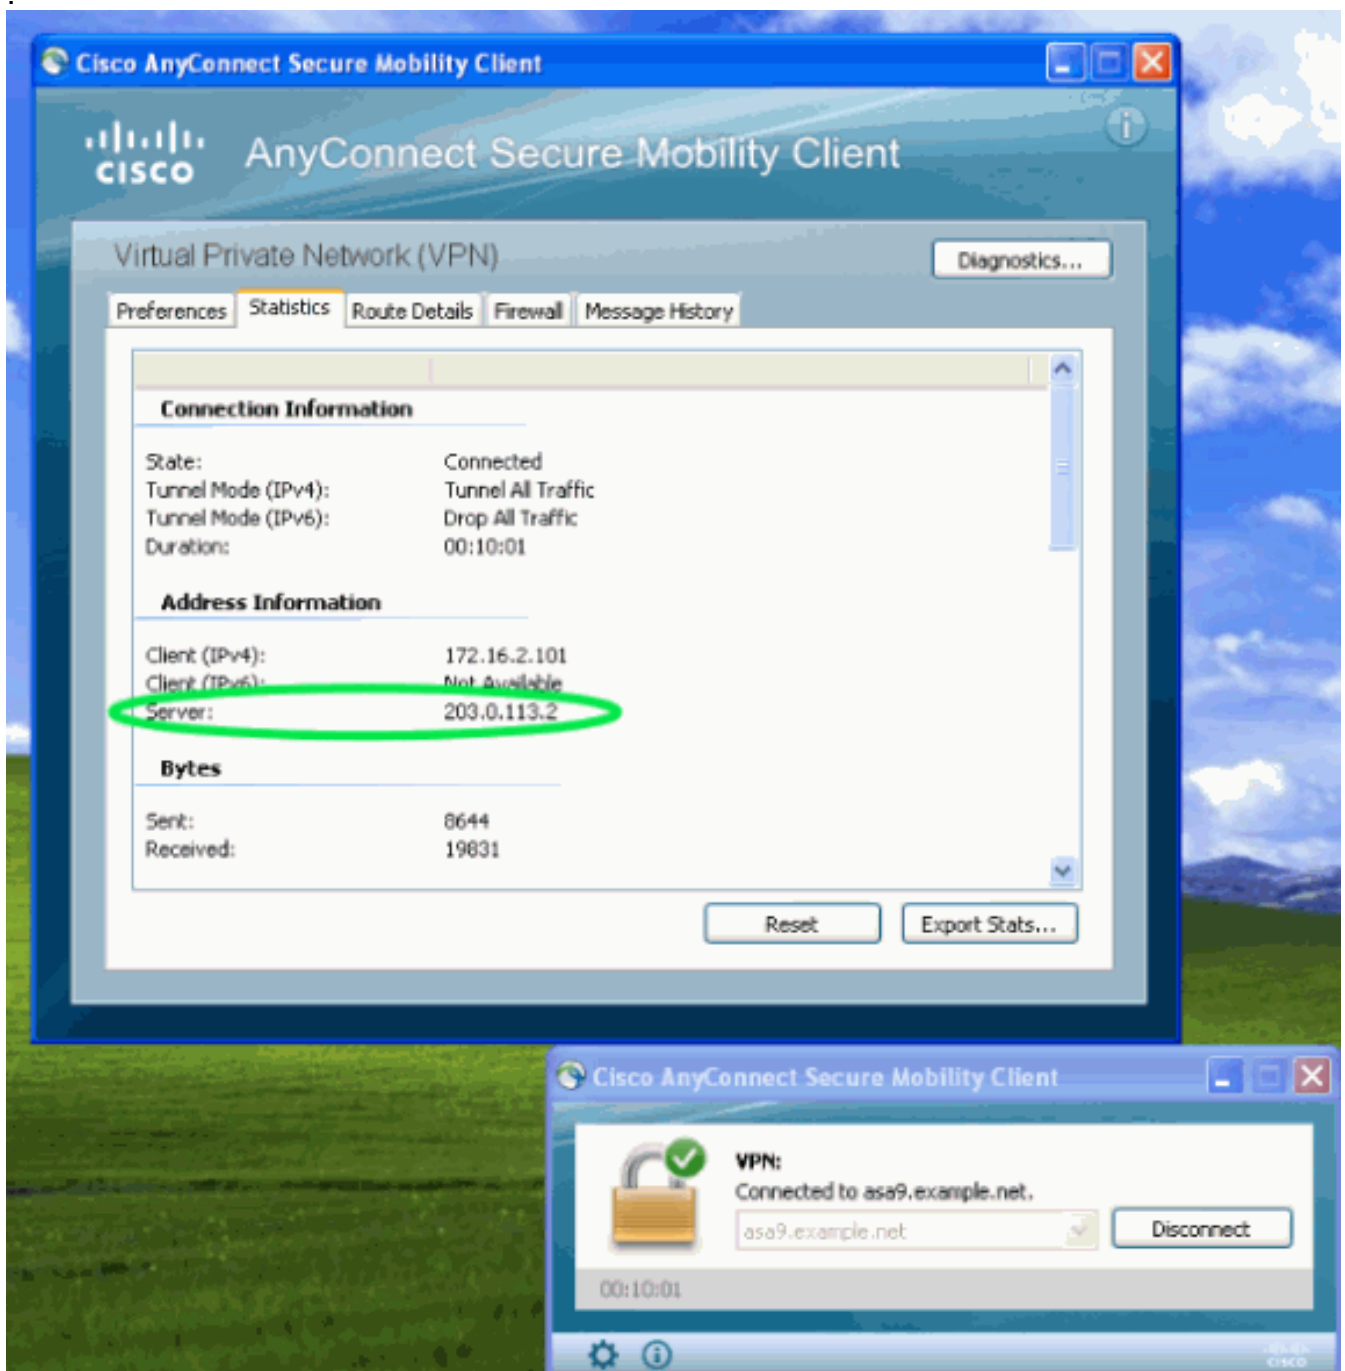 Cisco AnyConnect Secure Mobility Client
CISCO AnyConnect Secure Mobility Client
Virtual Private Network (VPN)
Diagnostics...
Preferences Statistics Route Details Firewall Message History
Connection Information
State: Connected
Tunnel Mode (IPv4): Tunnel All Traffic
Tunnel Mode (IPv6): Drop All Traffic
Duration: 00:10:01
Address Information
Client (IPv4): 172.16.2.101
Client (IPv6): Not Available
Server: 203.0.113.2
Bytes
Sent: 8644
Received: 19831
Reset Export Stats...
Cisco AnyConnect Secure Mobility Client
VPN:
Connected to asa9.example.net.
asa9.example.net Disconnect
00:10:01
CISCO